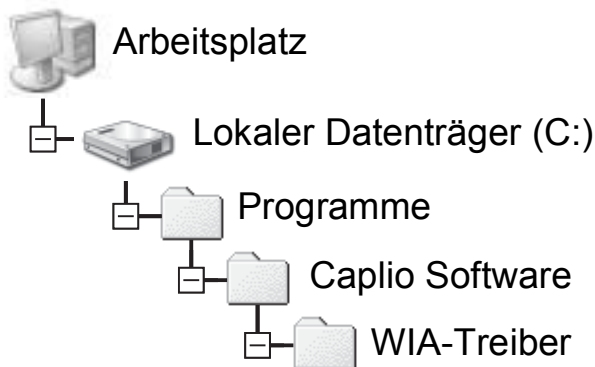 Arbeitsplatz
Lokaler Datenträger (C:)
Programme
Caplio Software
WIA-Treiber